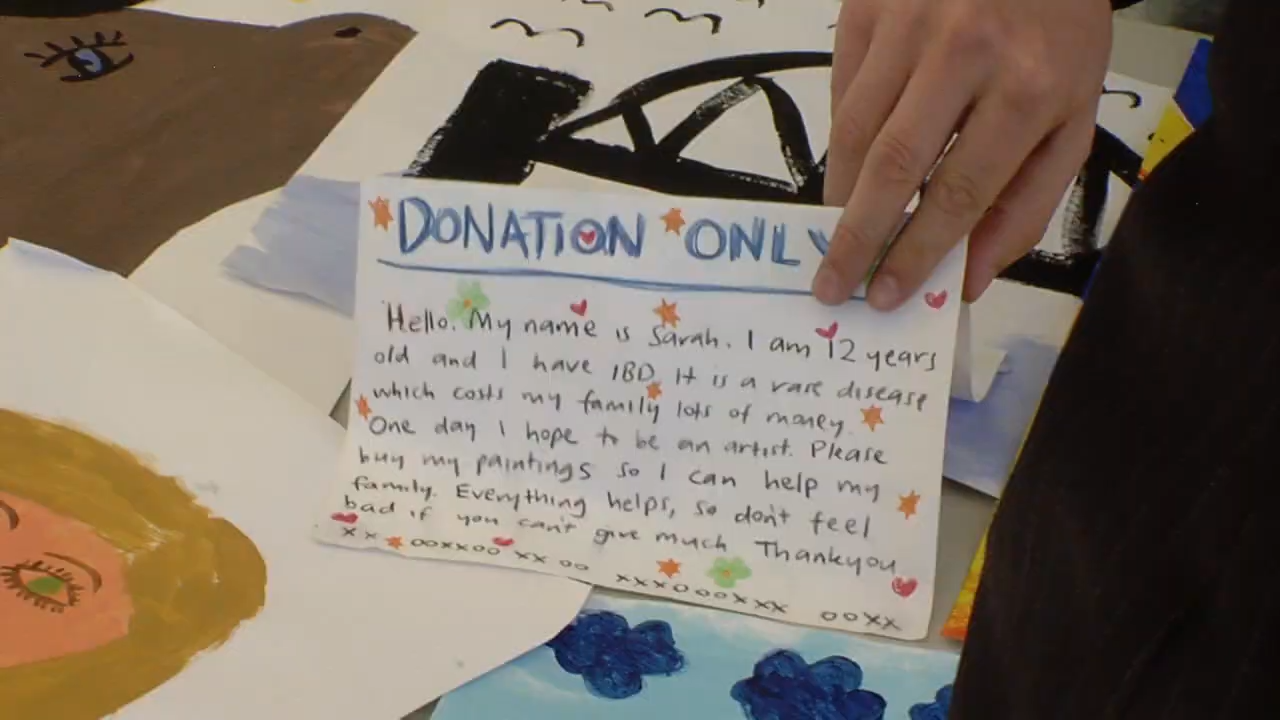 DONATION ONLY
Hello. My name is Sarah. I am 12 years
old and I have IBD. It is a rare disease
which costs my family lots of money.
One day I hope to be an artist. Please
buy my paintings so I can help my
family. Everything helps, so don't feel
bad if you can't give much Thankyou
xx ooxxoo xx oo xxxoooxxx ooxx